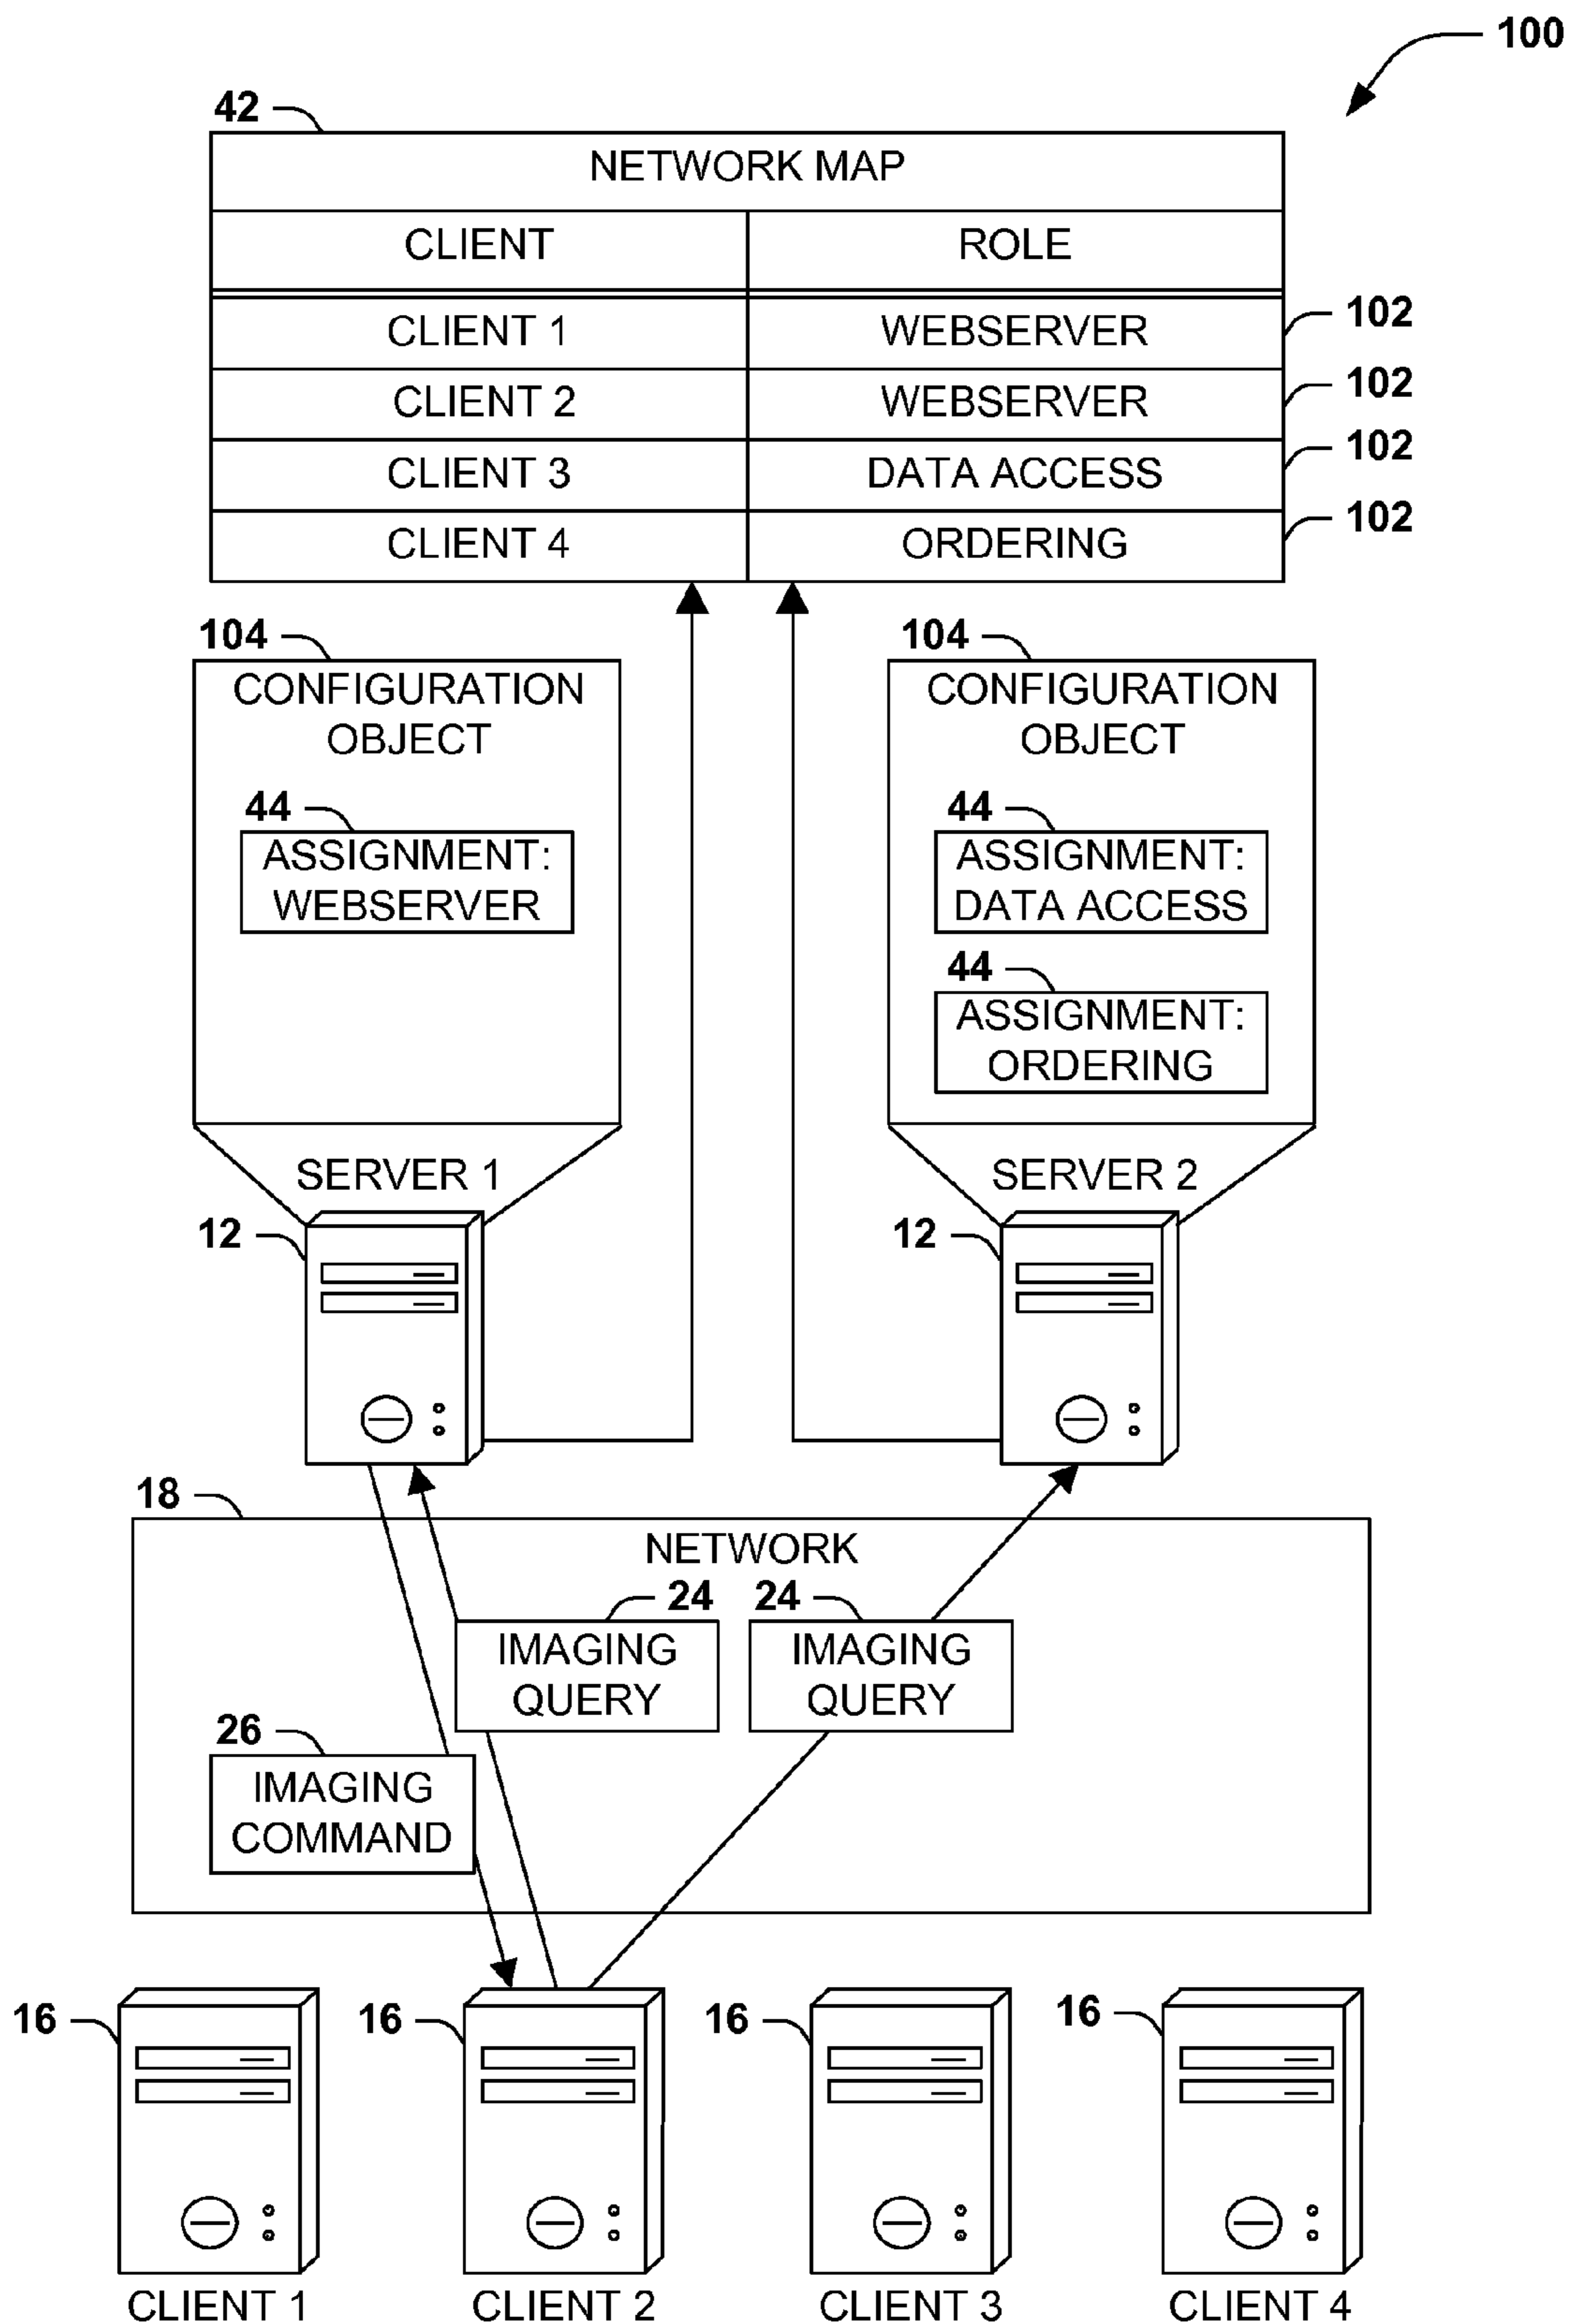 100
42
NETWORK MAP
CLIENT ROLE
CLIENT 1 WEBSERVER 102
CLIENT 2 WEBSERVER 102
CLIENT 3 DATA ACCESS 102
CLIENT 4 ORDERING 102
104 104
CONFIGURATION CONFIGURATION
OBJECT OBJECT
44 44
ASSIGNMENT: ASSIGNMENT:
WEBSERVER DATA ACCESS
44
ASSIGNMENT:
ORDERING
SERVER 1 SERVER 2
12 12
18
NETWORK
24 24
IMAGING IMAGING
QUERY QUERY
26
IMAGING
COMMAND
16 16 16 16
CLIENT 1 CLIENT 2 CLIENT 3 CLIENT 4